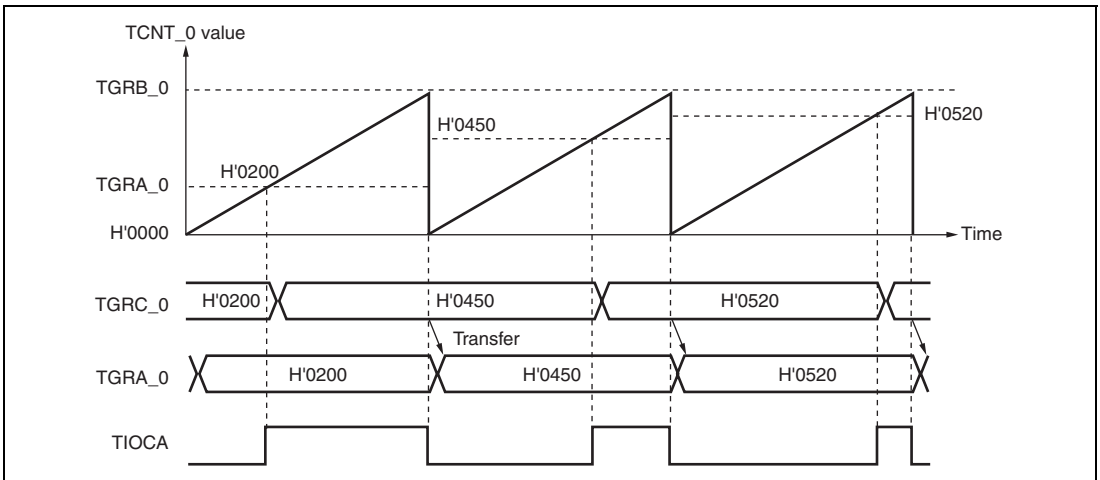 TCNT_0 value
TGRB_0
H'0520
H'0450
H'0200
TGRA_0
H'0000
Time
TGRC_0
H'0200
H'0450
H'0520
Transfer
TGRA_0
H'0200
H'0450
H'0520
TIOCA